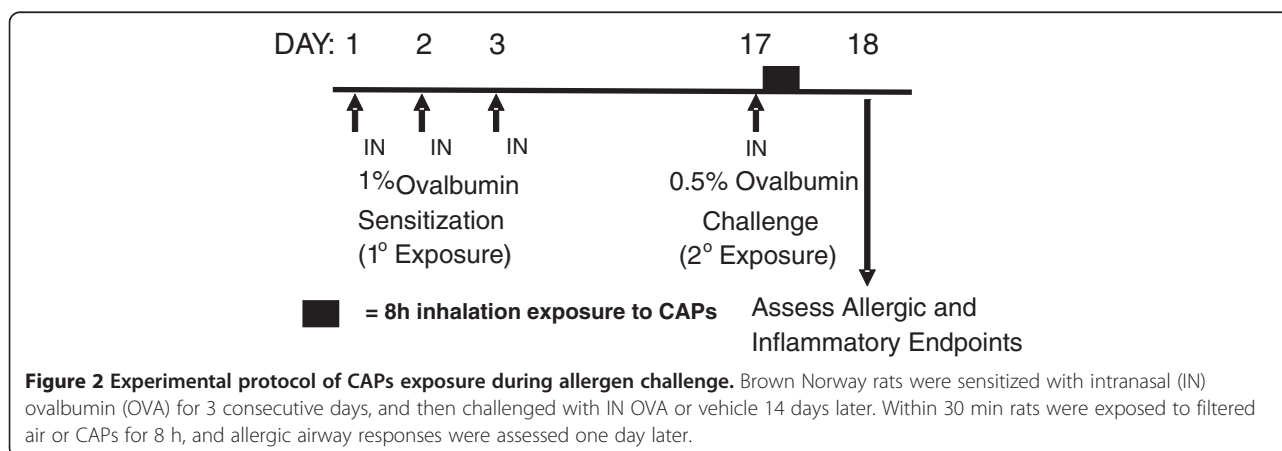 DAY: 1 2 3 17 18
IN IN IN IN
1% Ovalbumin 0.5% Ovalbumin
Sensitization Challenge
(1° Exposure) (2° Exposure)
= 8h inhalation exposure to CAPs Assess Allergic and
Inflammatory Endpoints
Figure 2 Experimental protocol of CAPs exposure during allergen challenge. Brown Norway rats were sensitized with intranasal (IN)
ovalbumin (OVA) for 3 consecutive days, and then challenged with IN OVA or vehicle 14 days later. Within 30 min rats were exposed to filtered
air or CAPs for 8 h, and allergic airway responses were assessed one day later.